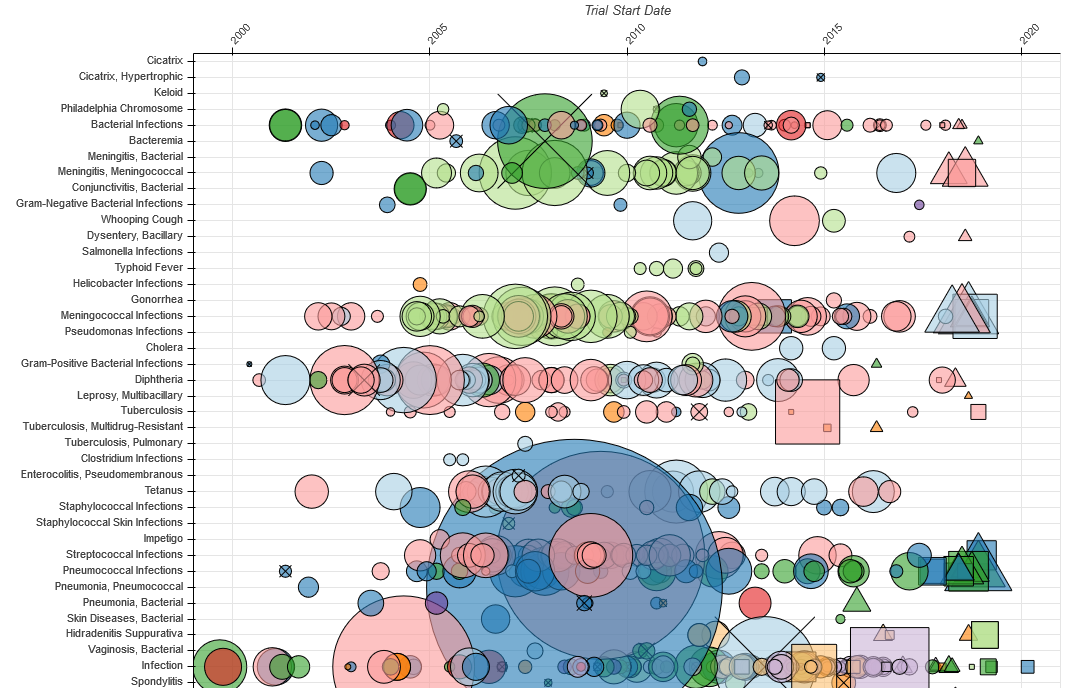 Trial Start Date
2000 2005 2010 2015 2020
Cicatrix
Cicatrix, Hypertrophic
Keloid
Philadelphia Chromosome
Bacterial Infections
Bacteremia
Meningitis, Bacterial
Meningitis, Meningococcal
Conjunctivitis, Bacterial
Gram-Negative Bacterial Infections
Whooping Cough
Dysentery, Bacillary
Salmonella Infections
Typhoid Fever
Helicobacter Infections
Gonorrhea
Meningococcal Infections
Pseudomonas Infections
Cholera
Gram-Positive Bacterial Infections
Diphtheria
Leprosy, Multibacillary
Tuberculosis
Tuberculosis, Multidrug-Resistant
Tuberculosis, Pulmonary
Clostridium Infections
Enterocolitis, Pseudomembranous
Tetanus
Staphylococcal Infections
Staphylococcal Skin Infections
Impetigo
Streptococcal Infections
Pneumococcal Infections
Pneumonia, Pneumococcal
Pneumonia, Bacterial
Skin Diseases, Bacterial
Hidradenitis Suppurativa
Vaginosis, Bacterial
Infection
Spondylitis